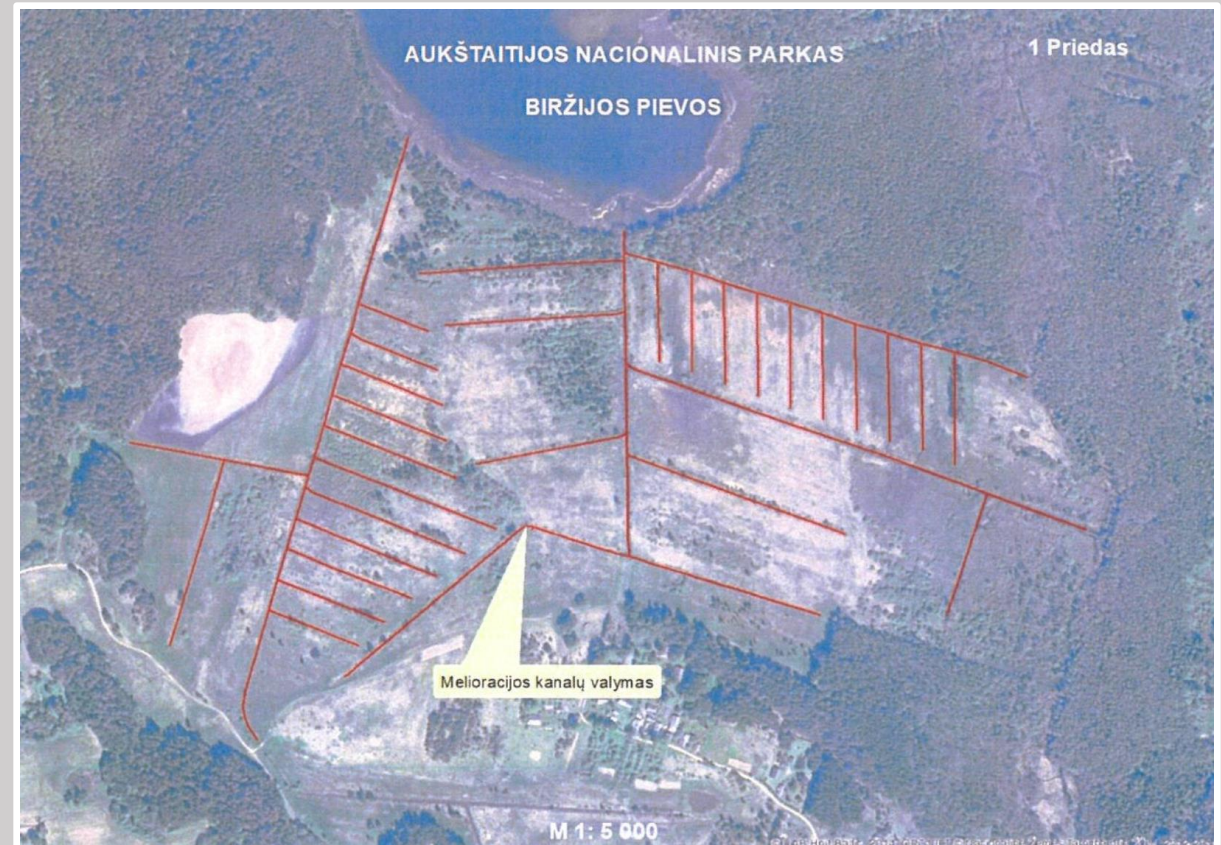 AUKŠTAITIJOS NACIONALINIS PARKAS
1 Priedas
BIRŽIJOS PIEVOS
Melioracijos kanalų valymas
M 1: 5 000